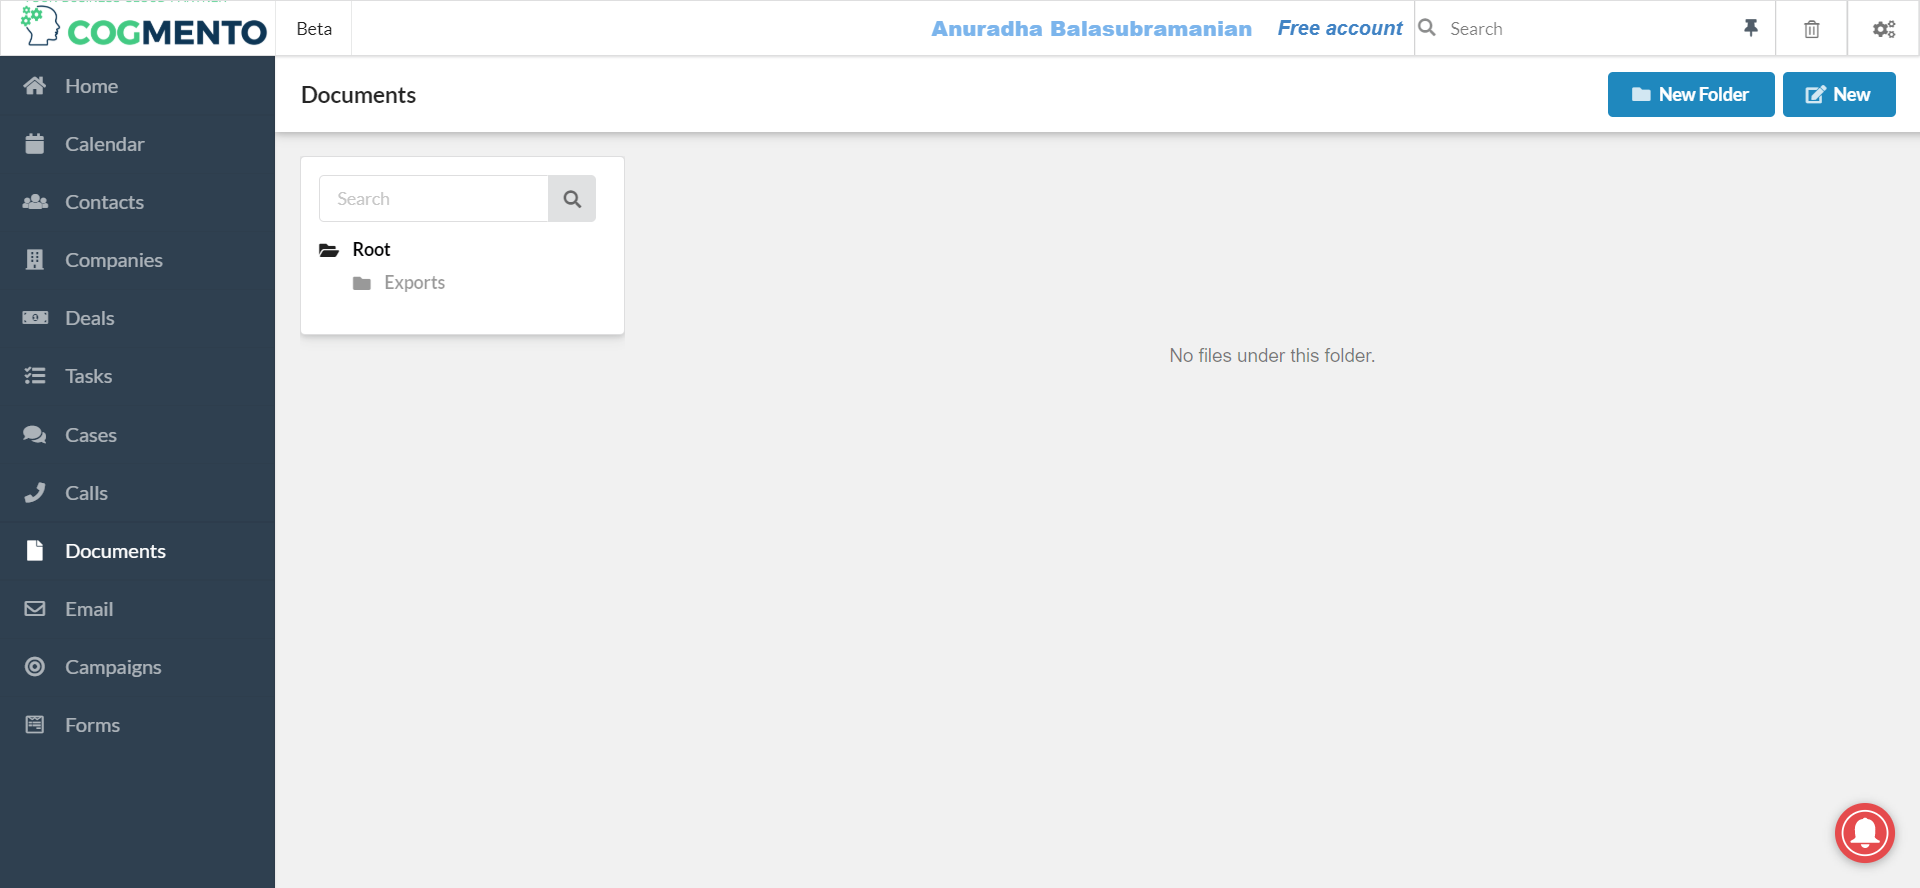 COGMENTO
Beta
Anuradha Balasubramanian
Free account
Search
Home
Calendar
Contacts
Companies
Deals
Tasks
Cases
Calls
Documents
Email
Campaigns
Forms
Documents
New Folder
New
Search
Root
Exports
No files under this folder.